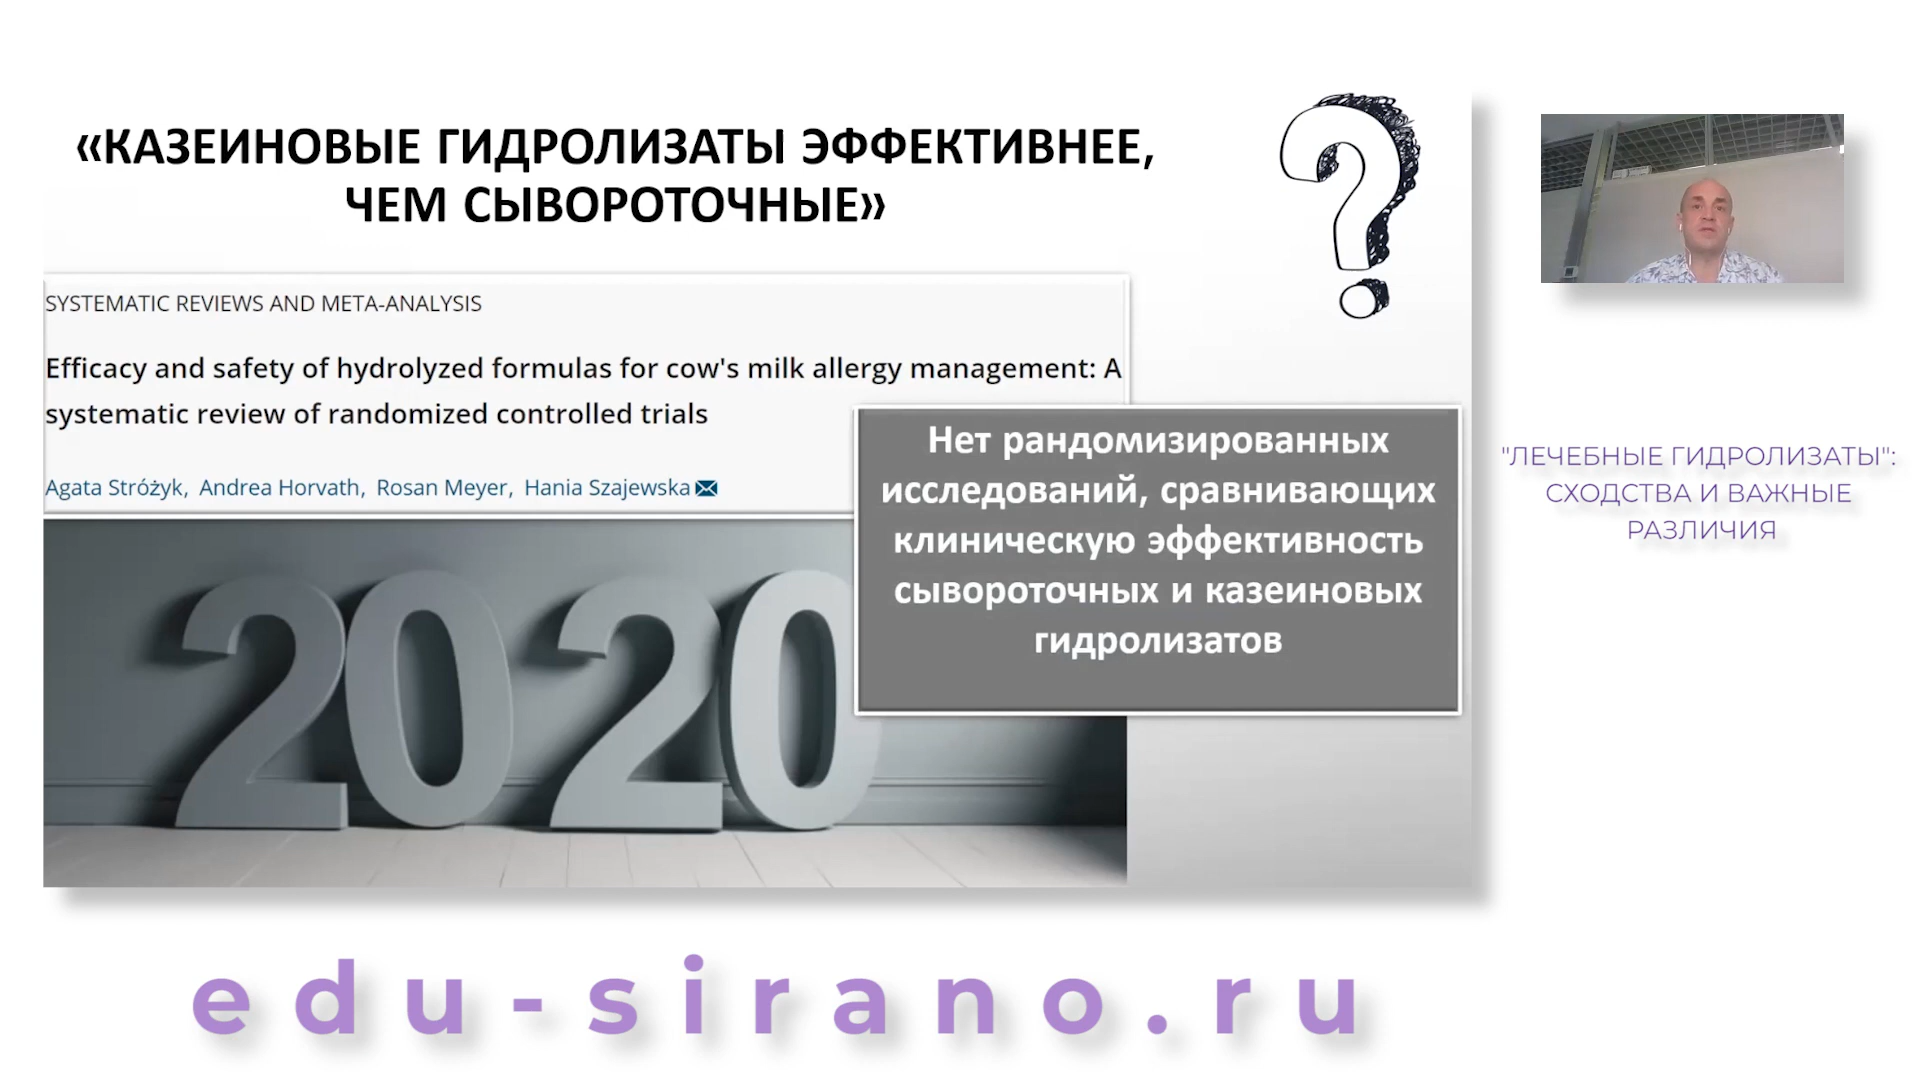 «КАЗЕИНОВЫЕ ГИДРОЛИЗАТЫ ЭФФЕКТИВНЕЕ,
ЧЕМ СЫВОРОТОЧНЫЕ»
?
SYSTEMATIC REVIEWS AND META-ANALYSIS
Efficacy and safety of hydrolyzed formulas for cow's milk allergy management: A
systematic review of randomized controlled trials
Agata Stróżyk, Andrea Horvath, Rosan Meyer, Hania Szajewska
Нет рандомизированных
исследований, сравнивающих
клиническую эффективность
сывороточных и казеиновых
гидролизатов
2020
"ЛЕЧЕБНЫЕ ГИДРОЛИЗАТЫ":
СХОДСТВА И ВАЖНЫЕ
РАЗЛИЧИЯ
edu-sirano.ru